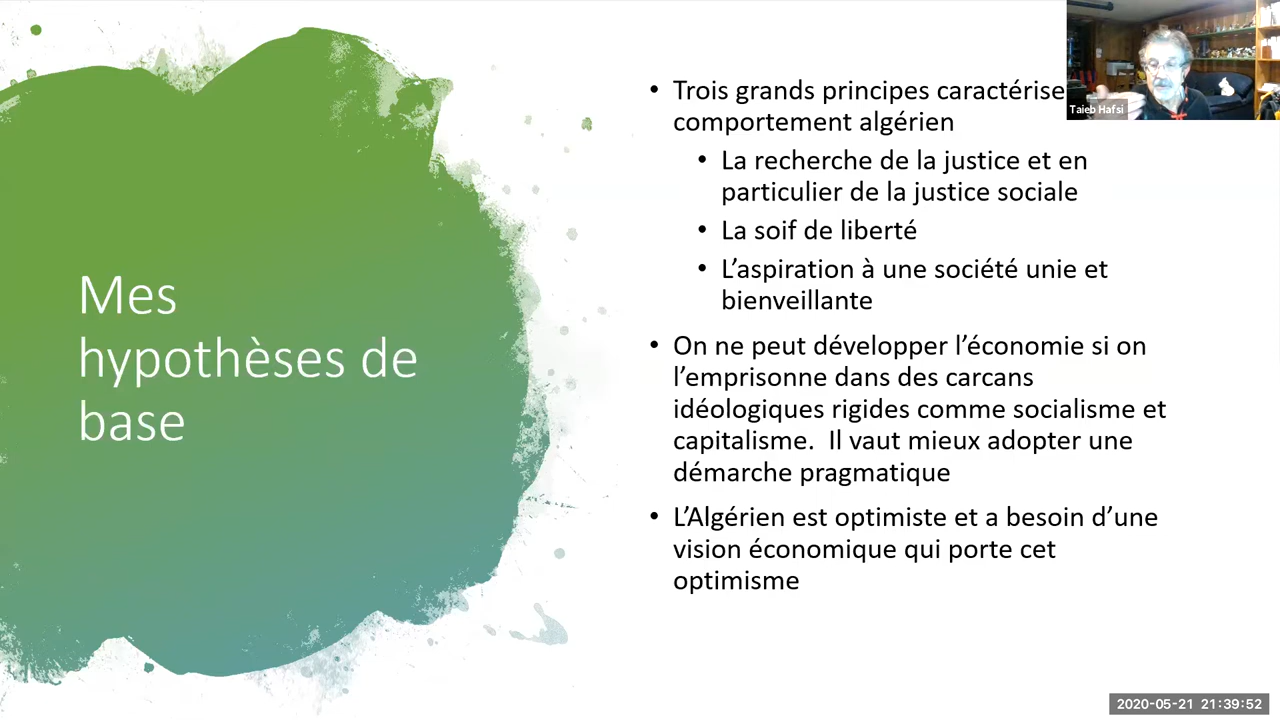 Mes
hypothèses de
base
• Trois grands principes caractérise
comportement algérien
• La recherche de la justice et en
particulier de la justice sociale
• La soif de liberté
• L’aspiration à une société unie et
bienveillante
• On ne peut développer l’économie si on
l’emprisonne dans des carcans
idéologiques rigides comme socialisme et
capitalisme.  Il vaut mieux adopter une
démarche pragmatique
• L’Algérien est optimiste et a besoin d’une
vision économique qui porte cet
optimisme
Taieb Hafsi
2020-05-21 21:39:52